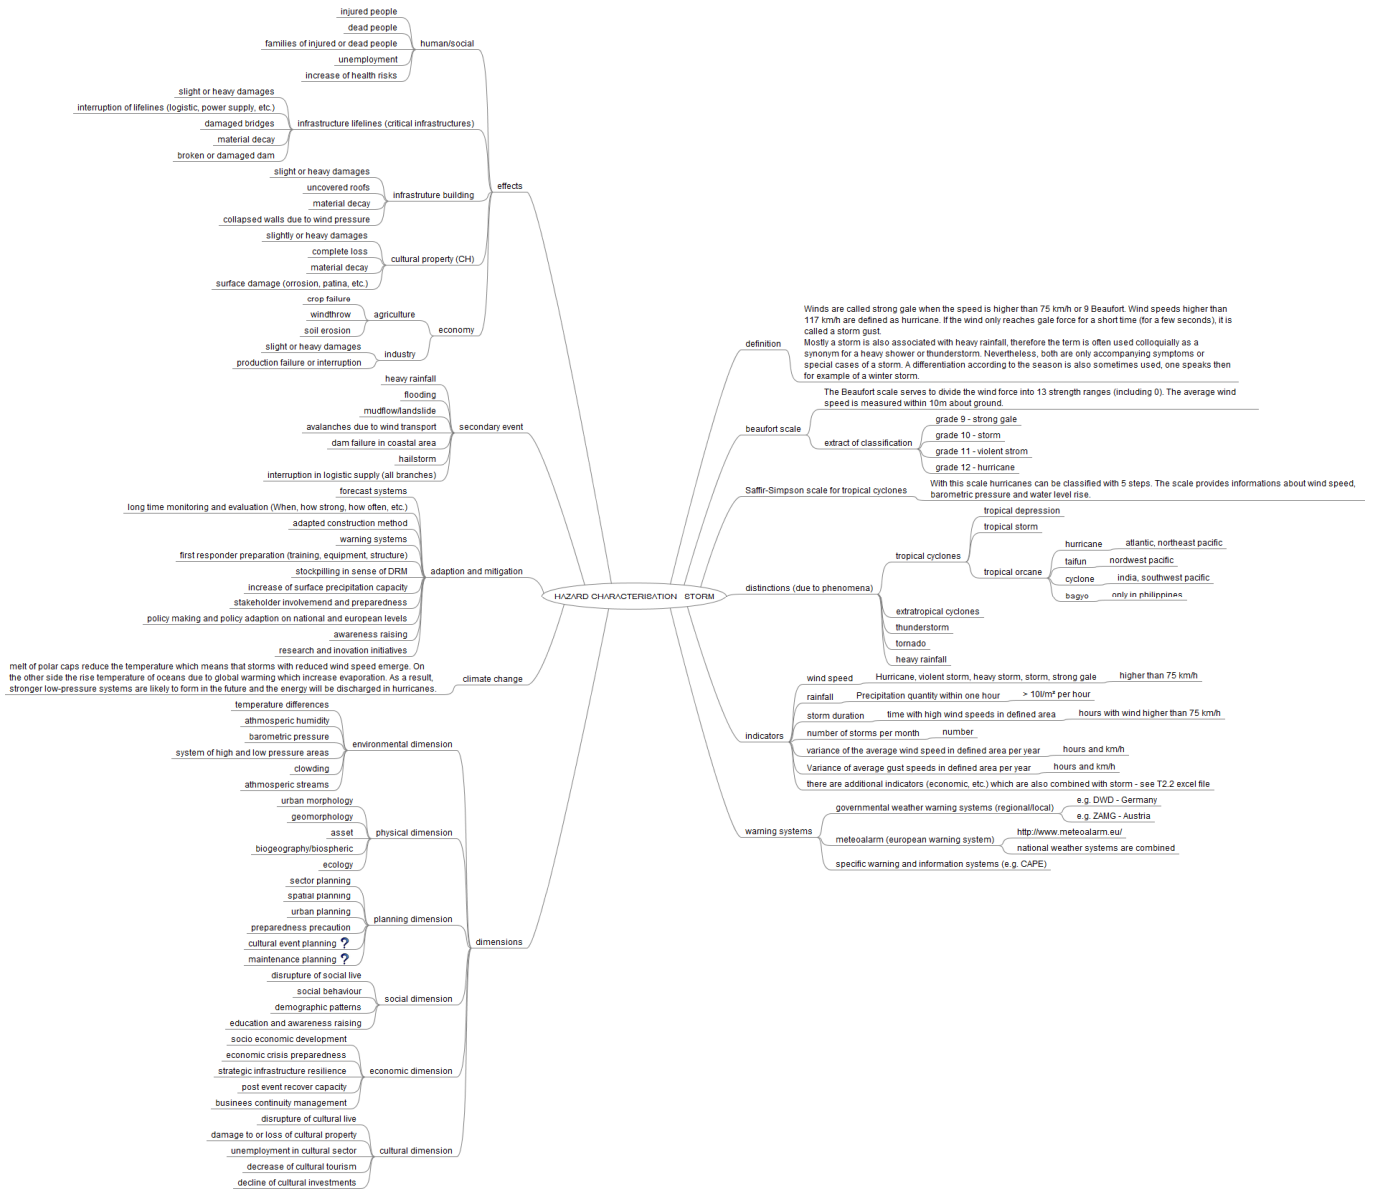 injured people
dead people
families of injured or dead people
unemployment
increase of health risks
human/social
slight or heavy damages
interruption of lifelines (logistic, power supply, etc.)
damaged bridges
material decay
broken or damaged dam
infrastructure lifelines (critical infrastructures)
slight or heavy damages
uncovered roofs
material decay
collapsed walls due to wind pressure
infrastruture building
slightly or heavy damages
complete loss
material decay
surface damage (orrosion, patina, etc.)
cultural property (CH)
crop failure
windthrow
soil erosion
agriculture
slight or heavy damages
production failure or interruption
industry
economy
effects
heavy rainfall
flooding
mudflow/landslide
avalanches due to wind transport
dam failure in coastal area
hailstorm
interruption in logistic supply (all branches)
secondary event
forecast systems
long time monitoring and evaluation (When, how strong, how often, etc.)
adapted construction method
warning systems
first responder preparation (training, equipment, structure)
stockpilling in sense of DRM
increase of surface precipitation capacity
stakeholder involvemend and preparedness
policy making and policy adaption on national and european levels
awareness raising
research and inovation initiatives
adaption and mitigation
melt of polar caps reduce the temperature which means that storms with reduced wind speed emerge. On
the other side the rise temperature of oceans due to global warming which increase evaporation. As a result,
stronger low-pressure systems are likely to form in the future and the energy will be discharged in hurricanes.
climate change
temperature differences
athmosperic humidity
barometric pressure
system of high and low pressure areas
clowding
athmosperic streams
environmental dimension
urban morphology
geomorphology
asset
biogeography/biospheric
ecology
physical dimension
sector planning
spatial planning
urban planning
preparedness precaution
cultural event planning ?
maintenance planning ?
planning dimension
disrupture of social live
social behaviour
demographic patterns
education and awareness raising
social dimension
socio economic development
economic crisis preparedness
strategic infrastructure resilience
post event recover capacity
businees continuity management
economic dimension
disrupture of cultural live
damage to or loss of cultural property
unemployment in cultural sector
decrease of cultural tourism
decline of cultural investments
cultural dimension
dimensions
HAZARD CHARACTERISATION STORM
definition
Winds are called strong gale when the speed is higher than 75 km/h or 9 Beaufort. Wind speeds higher than
117 km/h are defined as hurricane. If the wind only reaches gale force for a short time (for a few seconds), it is
called a storm gust.
Mostly a storm is also associated with heavy rainfall, therefore the term is often used colloquially as a
synonym for a heavy shower or thunderstorm. Nevertheless, both are only accompanying symptoms or
special cases of a storm. A differentiation according to the season is also sometimes used, one speaks then
for example of a winter storm.
beaufort scale
The Beaufort scale serves to divide the wind force into 13 strength ranges (including 0). The average wind
speed is measured within 10m about ground.
extract of classification
grade 9 - strong gale
grade 10 - storm
grade 11 - violent strom
grade 12 - hurricane
Saffir-Simpson scale for tropical cyclones
With this scale hurricanes can be classified with 5 steps. The scale provides informations about wind speed,
barometric pressure and water level rise.
distinctions (due to phenomena)
tropical cyclones
tropical depression
tropical storm
tropical orcane
hurricane
atlantic, northeast pacific
taifun
nordwest pacific
cyclone
india, southwest pacific
bagyo
only in philippines
extratropical cyclones
thunderstorm
tornado
heavy rainfall
indicators
wind speed
Hurricane, violent storm, heavy storm, storm, strong gale
higher than 75 km/h
rainfall
Precipitation quantity within one hour
> 10l/m² per hour
storm duration
time with high wind speeds in defined area
hours with wind higher than 75 km/h
number of storms per month
number
variance of the average wind speed in defined area per year
hours and km/h
Variance of average gust speeds in defined area per year
hours and km/h
there are additional indicators (economic, etc.) which are also combined with storm - see T2.2 excel file
warning systems
governmental weather warning systems (regional/local)
e.g. DWD - Germany
e.g. ZAMG - Austria
meteoalarm (european warning system)
http://www.meteoalarm.eu/
national weather systems are combined
specific warning and information systems (e.g. CAPE)